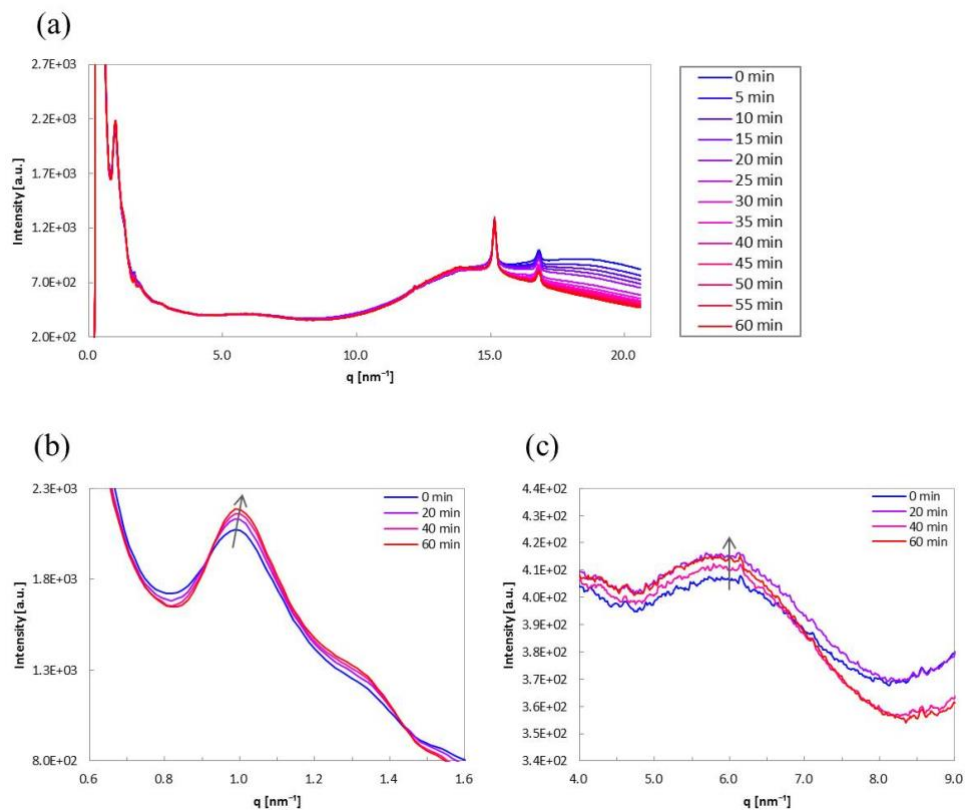 (a)
2.7E+03
2.2E+03
1.7E+03
1.2E+03
7.0E+02
2.0E+02
Intensity [a.u.]
0.0 5.0 10.0 15.0 20.0
q [nm⁻¹]
0 min
5 min
10 min
15 min
20 min
25 min
30 min
35 min
40 min
45 min
50 min
55 min
60 min
(b)
2.3E+03
1.8E+03
1.3E+03
8.0E+02
Intensity [a.u.]
0.6 0.8 1.0 1.2 1.4 1.6
q [nm⁻¹]
0 min
20 min
40 min
60 min
(c)
4.4E+02
4.3E+02
4.2E+02
4.1E+02
4.0E+02
3.9E+02
3.8E+02
3.7E+02
3.6E+02
3.5E+02
3.4E+02
Intensity [a.u.]
4.0 5.0 6.0 7.0 8.0 9.0
q [nm⁻¹]
0 min
20 min
40 min
60 min